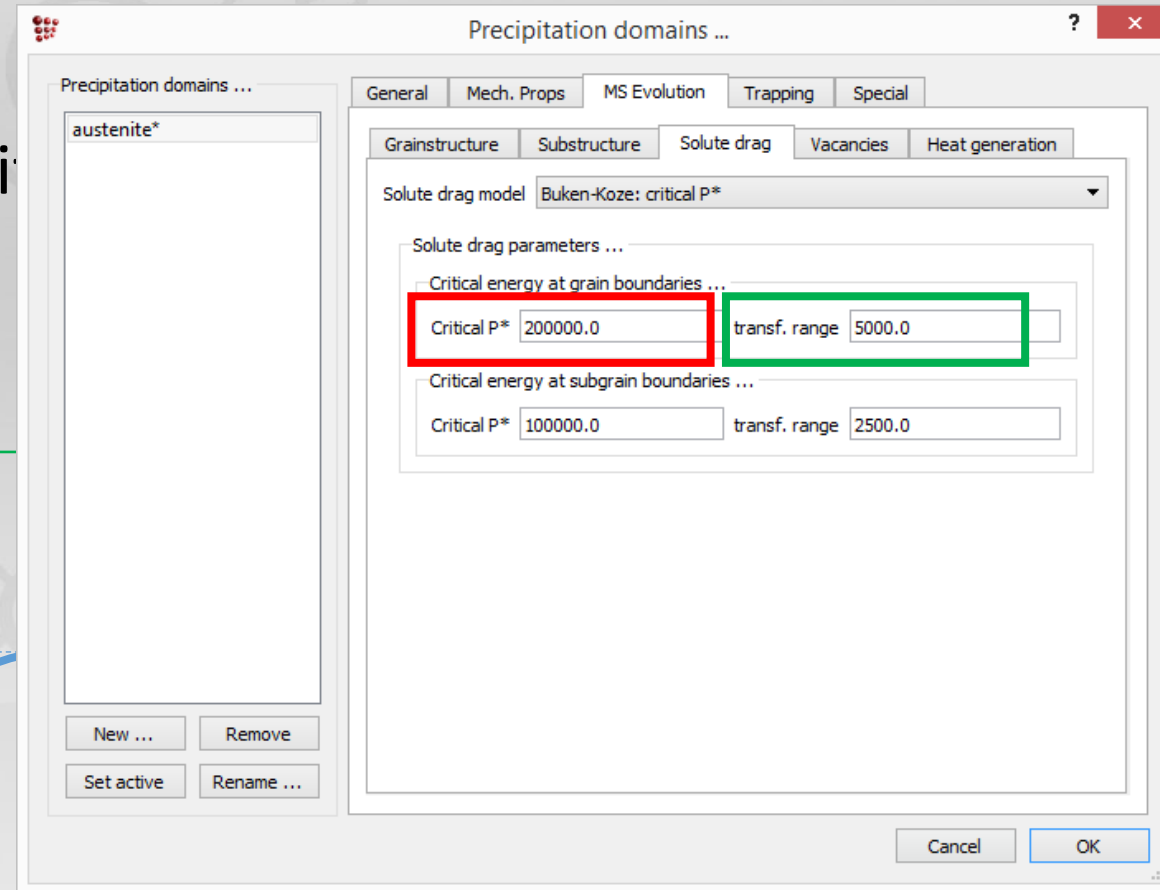 Precipitation domains ...
?
Precipitation domains ...
austenite*
New ...
Remove
Set active
Rename ...
General
Mech. Props
MS Evolution
Trapping
Special
Grainstructure
Substructure
Solute drag
Vacancies
Heat generation
Solute drag model
Buken-Koze: critical P*
Solute drag parameters ...
Critical energy at grain boundaries ...
Critical P* 200000.0 transf. range 5000.0
Critical energy at subgrain boundaries ...
Critical P* 100000.0 transf. range 2500.0
Cancel
OK